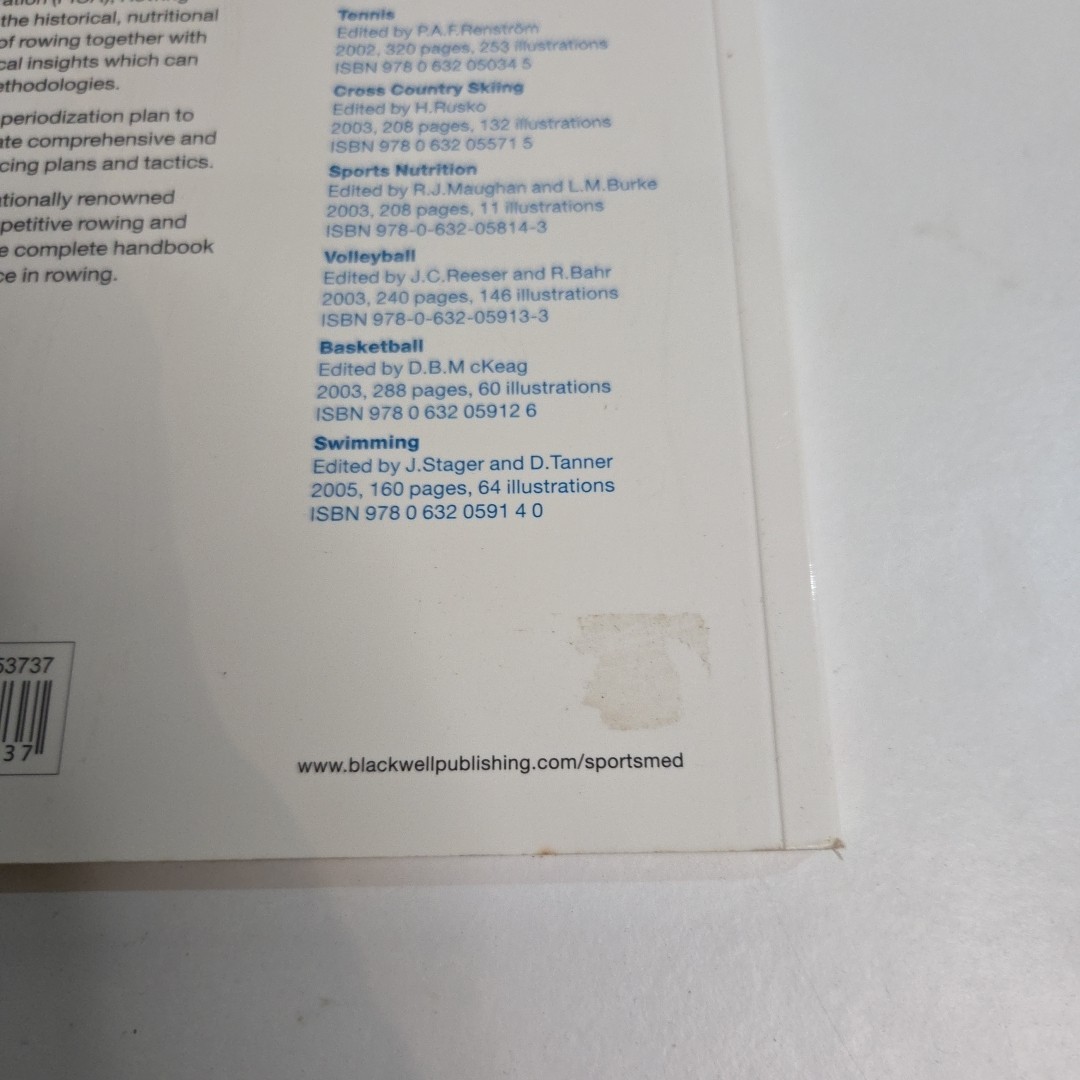 the historical, nutritional
of rowing together with
cal insights which can
ethodologies.
periodization plan to
ate comprehensive and
cing plans and tactics.
ationally renowned
petitive rowing and
e complete handbook
ce in rowing.
Tennis
Edited by P.A.F.Renström
2002, 320 pages, 253 illustrations
ISBN 978 0 632 05034 5
Cross Country Skiing
Edited by H.Rusko
2003, 208 pages, 132 illustrations
ISBN 978 0 632 05571 5
Sports Nutrition
Edited by R.J.Maughan and L.M.Burke
2003, 208 pages, 11 illustrations
ISBN 978-0-632-05814-3
Volleyball
Edited by J.C.Reeser and R.Bahr
2003, 240 pages, 146 illustrations
ISBN 978-0-632-05913-3
Basketball
Edited by D.B.M cKeag
2003, 288 pages, 60 illustrations
ISBN 978 0 632 05912 6
Swimming
Edited by J.Stager and D.Tanner
2005, 160 pages, 64 illustrations
ISBN 978 0 632 0591 4 0
53737
37
www.blackwellpublishing.com/sportsmed